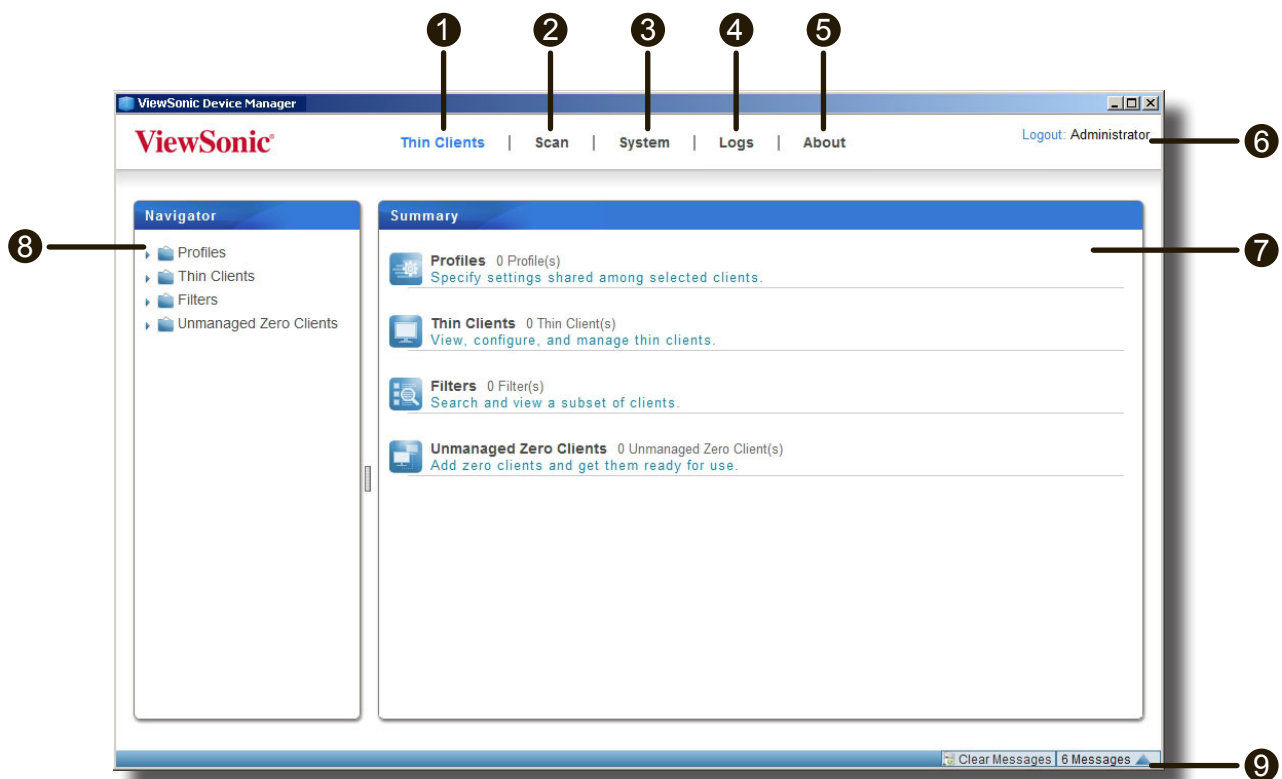 1 2 3 4 5
ViewSonic Device Manager
ViewSonic®
Thin Clients | Scan | System | Logs | About
Logout: Administrator
6
Navigator
8
Profiles
Thin Clients
Filters
Unmanaged Zero Clients
Summary
7
Profiles 0 Profile(s)
Specify settings shared among selected clients.
Thin Clients 0 Thin Client(s)
View, configure, and manage thin clients.
Filters 0 Filter(s)
Search and view a subset of clients.
Unmanaged Zero Clients 0 Unmanaged Zero Client(s)
Add zero clients and get them ready for use.
Clear Messages 6 Messages
9